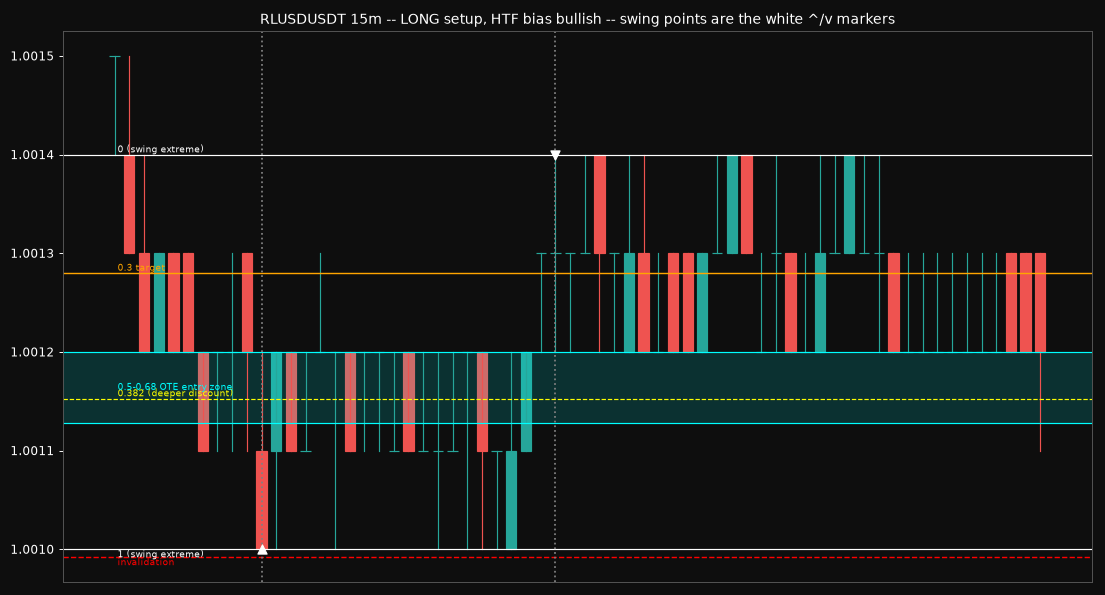 RLUSDUSDT 15m -- LONG setup, HTF bias bullish -- swing points are the white ^/v markers
1.0015
0 (swing extreme)
1.0014
1.0013
0.3 target
1.0012
0.5-0.68 OTE entry zone
0.382 (deeper discount)
1.0011
1.0010
1 (swing extreme)
Invalidation